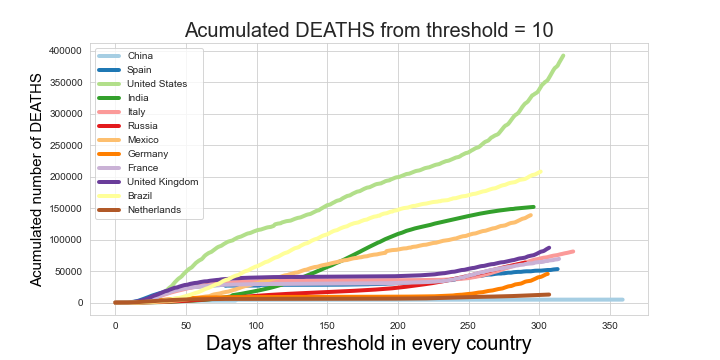 Acumulated DEATHS from threshold = 10
Acumulated number of DEATHS
400000
350000
300000
250000
200000
150000
100000
50000
0
China
Spain
United States
India
Italy
Russia
Mexico
Germany
France
United Kingdom
Brazil
Netherlands
0 50 100 150 200 250 300 350
Days after threshold in every country